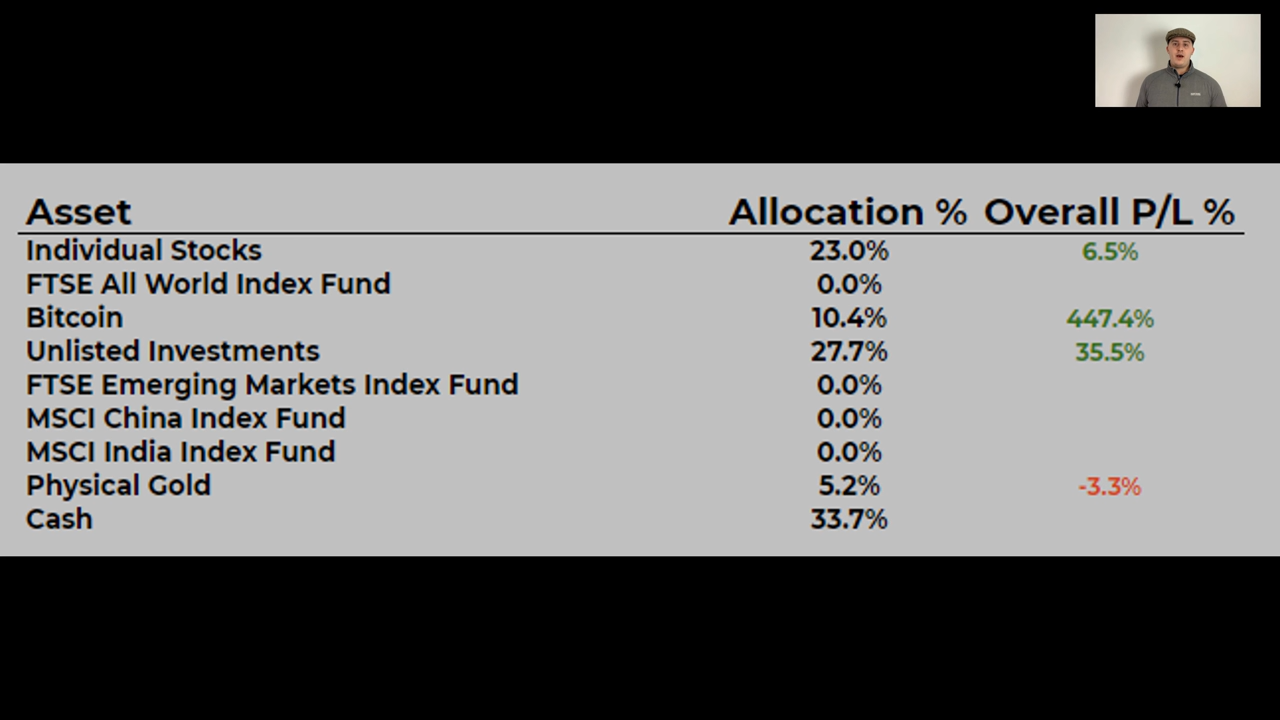 Asset Allocation % Overall P/L %
Individual Stocks 23.0% 6.5%
FTSE All World Index Fund 0.0%
Bitcoin 10.4% 447.4%
Unlisted Investments 27.7% 35.5%
FTSE Emerging Markets Index Fund 0.0%
MSCI China Index Fund 0.0%
MSCI India Index Fund 0.0%
Physical Gold 5.2% -3.3%
Cash 33.7%